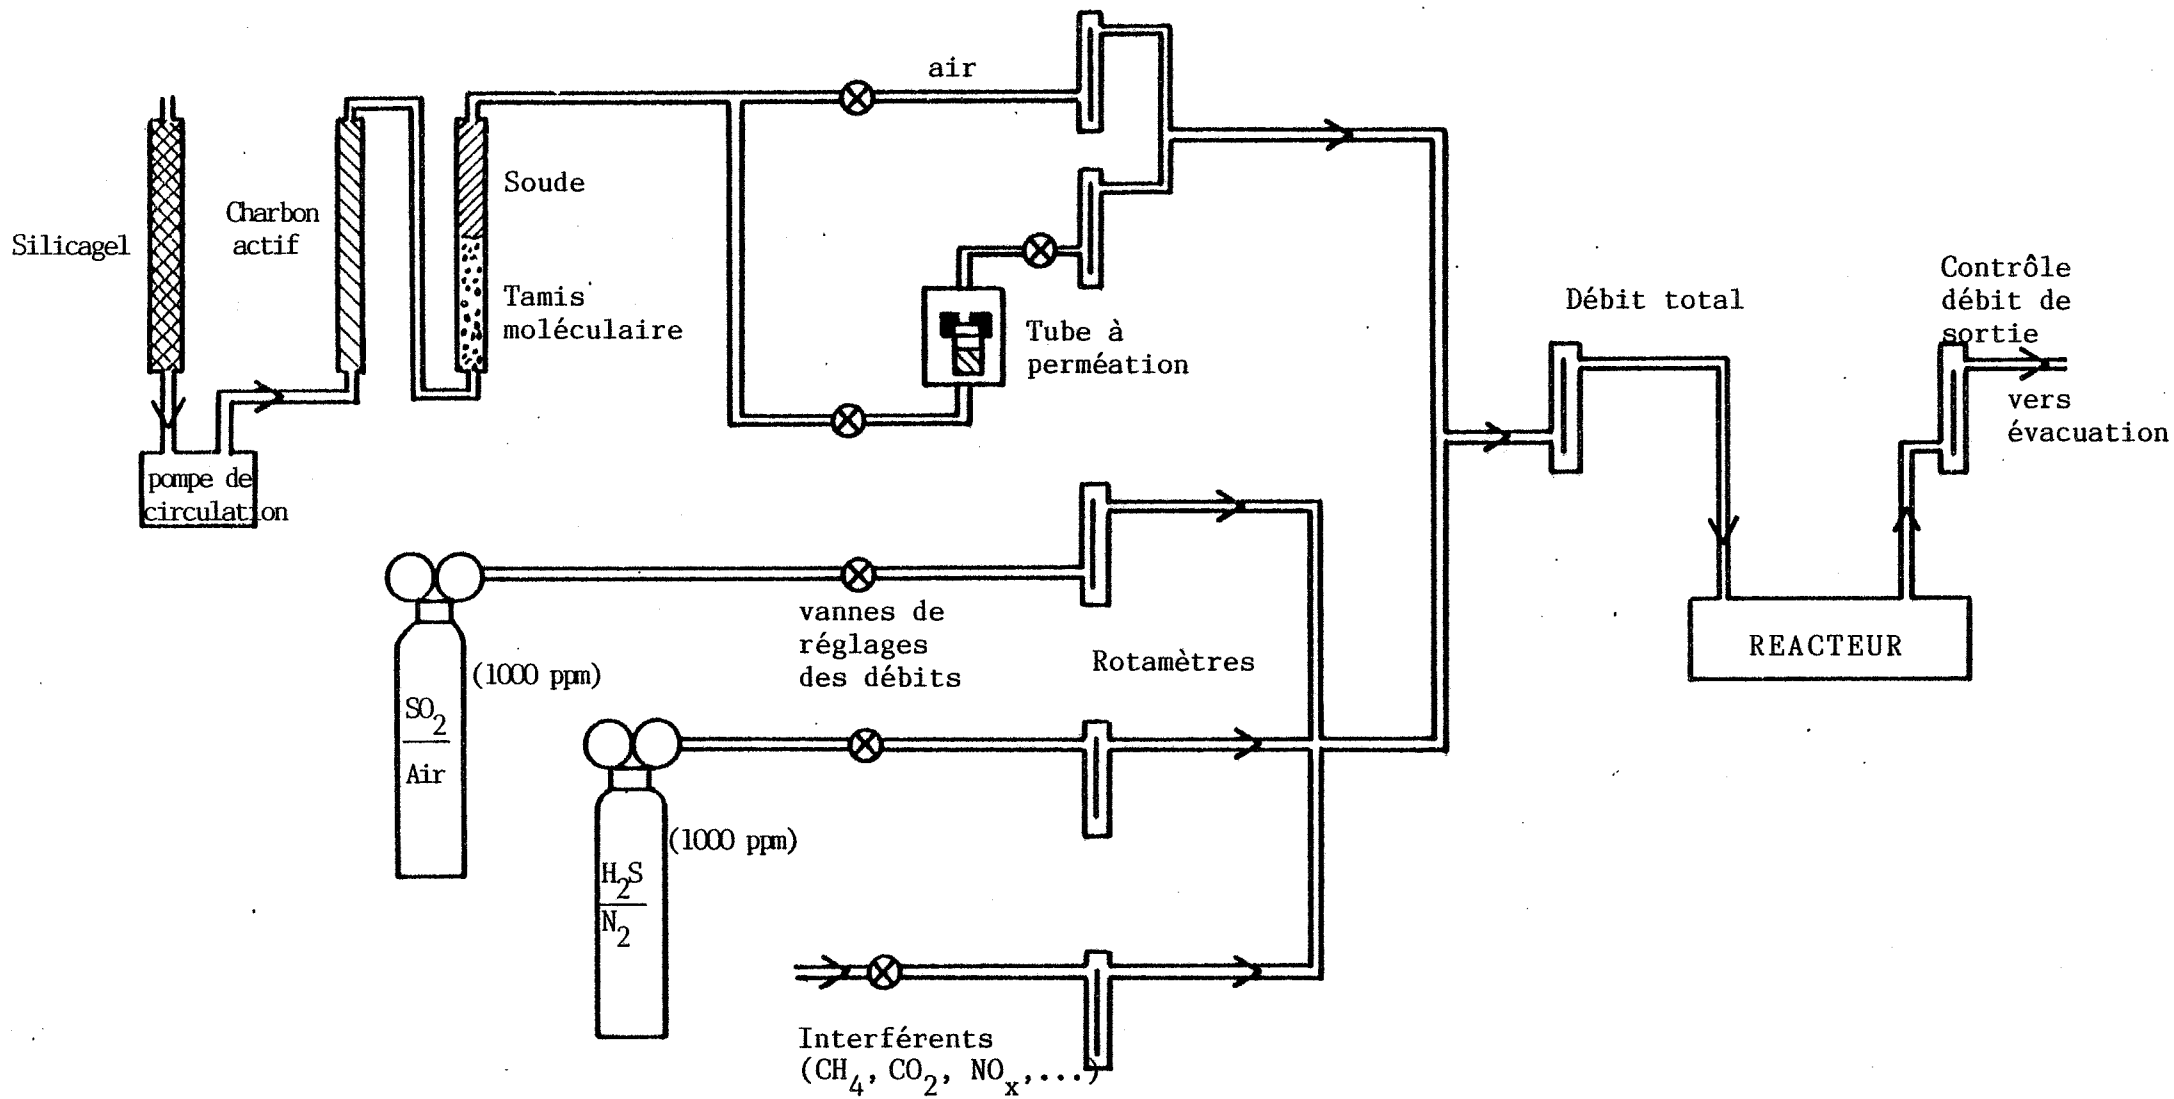 air
Silicagel
Charbon
actif
Soude
Tamis
moléculaire
Tube à
perméation
pompe de
circulation
Débit total
Contrôle
débit de
sortie
vers
évacuation
REACTEUR
(1000 ppm)
SO2
Air
vannes de
réglages
des débits
Rotamètres
(1000 ppm)
H2S
N2
Interférents
(CH4, CO2, NOx,...)